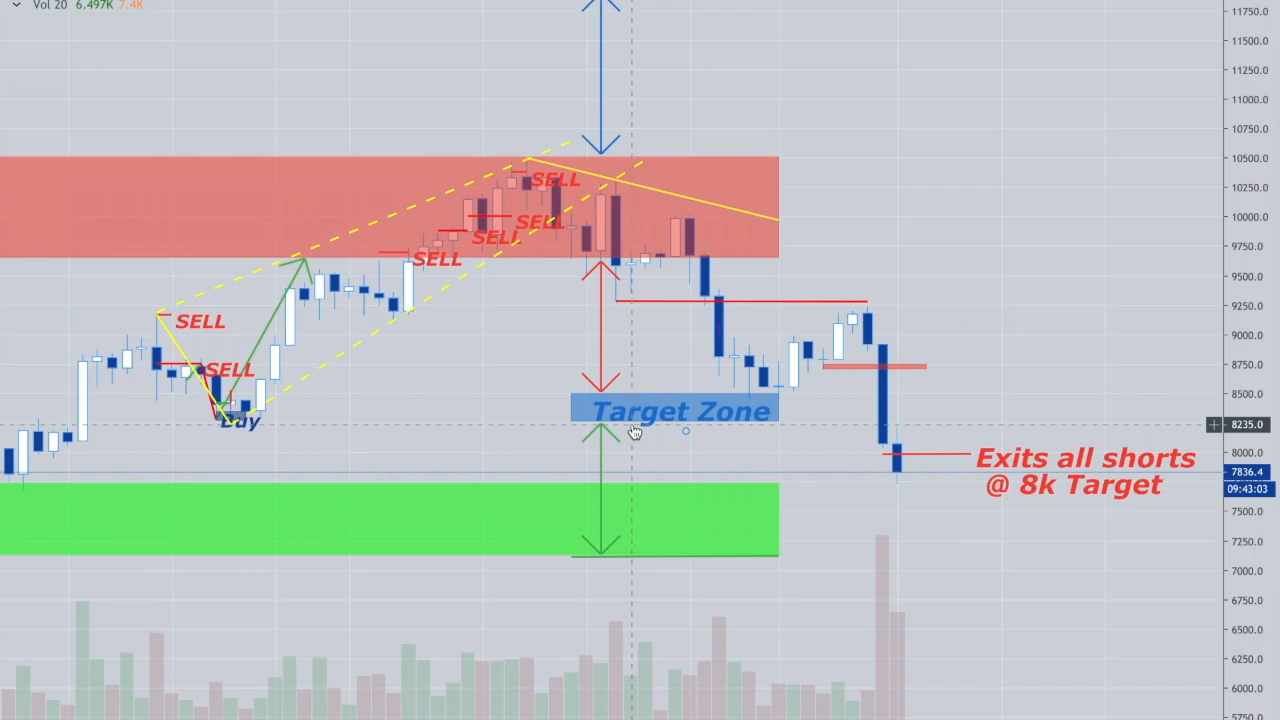 Vol 20 6.497K 7.4K
11750.0
11500.0
11250.0
11000.0
10750.0
10500.0
10250.0
10000.0
9750.0
9500.0
9250.0
9000.0
8750.0
8500.0
8235.0
8000.0
7836.4
09:43:03
7500.0
7250.0
7000.0
6750.0
6500.0
6250.0
6000.0
5750.0
SELL
SELL
SELL
SELL
SELL
SELL
Buy
Target Zone
Exits all shorts
@ 8k Target